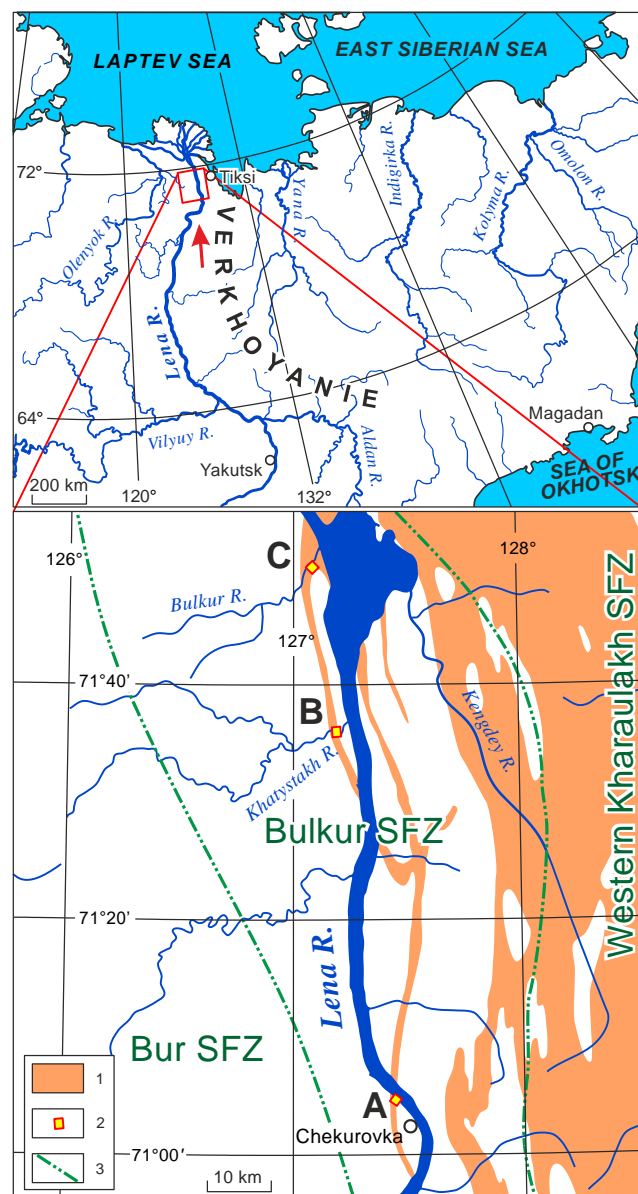 LAPTEV SEA
EAST SIBERIAN SEA
72°
Tiksi
Olenyok R.
Yana R.
Indigirka R.
Kolyma R.
Omolon R.
VERKHOYANIE
Lena R.
64°
Vilyuy R.
Aldan R.
Magadan
Yakutsk
SEA OF
OKHOTSK
200 km
120°
132°
126°
C
128°
Bulkur R.
127°
Western Kharaulakh SFZ
71°40′
B
Kengdey R.
Khatystakh R.
Bulkur SFZ
71°20′
Lena R.
Bur SFZ
1
A
2
Chekurovka
3
71°00′
10 km